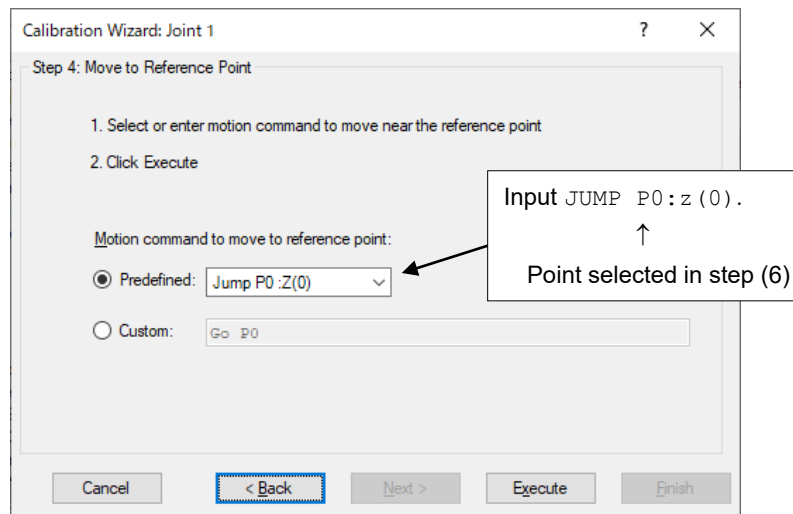 Calibration Wizard: Joint 1 ?
Step 4: Move to Reference Point
1. Select or enter motion command to move near the reference point
2. Click Execute
Input JUMP P0:z(0).
↑
Point selected in step (6)
Motion command to move to reference point:
Predefined: Jump P0 :Z(0)
Custom: Go P0
Cancel < Back Next > Execute Finish